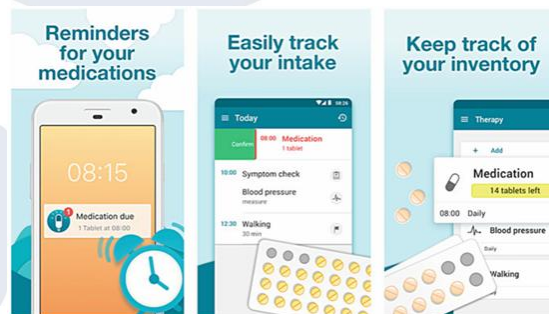 Reminders
for your
medications
08:15
1
Medication due
1 Tablet at 08:00
Easily track
your intake
08:26
Today
Confirm
08:00 Medication
1 tablet
10:00 Symptom check
Blood pressure
measure
12:30 Walking
30 min
Keep track of
your inventory
Therapy
+ Add
Medication
14 tablets left
08:00 Daily
Blood pressure
Daily
Walking